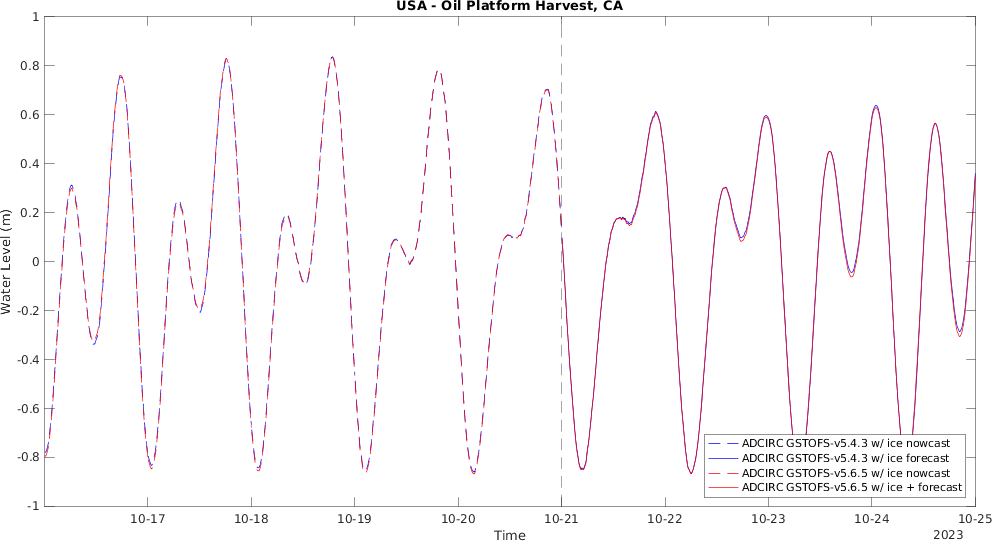 USA - Oil Platform Harvest, CA
1
0.8
0.6
0.4
0.2
0
-0.2
-0.4
-0.6
-0.8
-1
Water Level (m)
ADCIRC GSTOFS-v5.4.3 w/ ice nowcast
ADCIRC GSTOFS-v5.4.3 w/ ice forecast
ADCIRC GSTOFS-v5.6.5 w/ ice nowcast
ADCIRC GSTOFS-v5.6.5 w/ ice + forecast
10-17 10-18 10-19 10-20 10-21 10-22 10-23 10-24 10-25
Time
2023